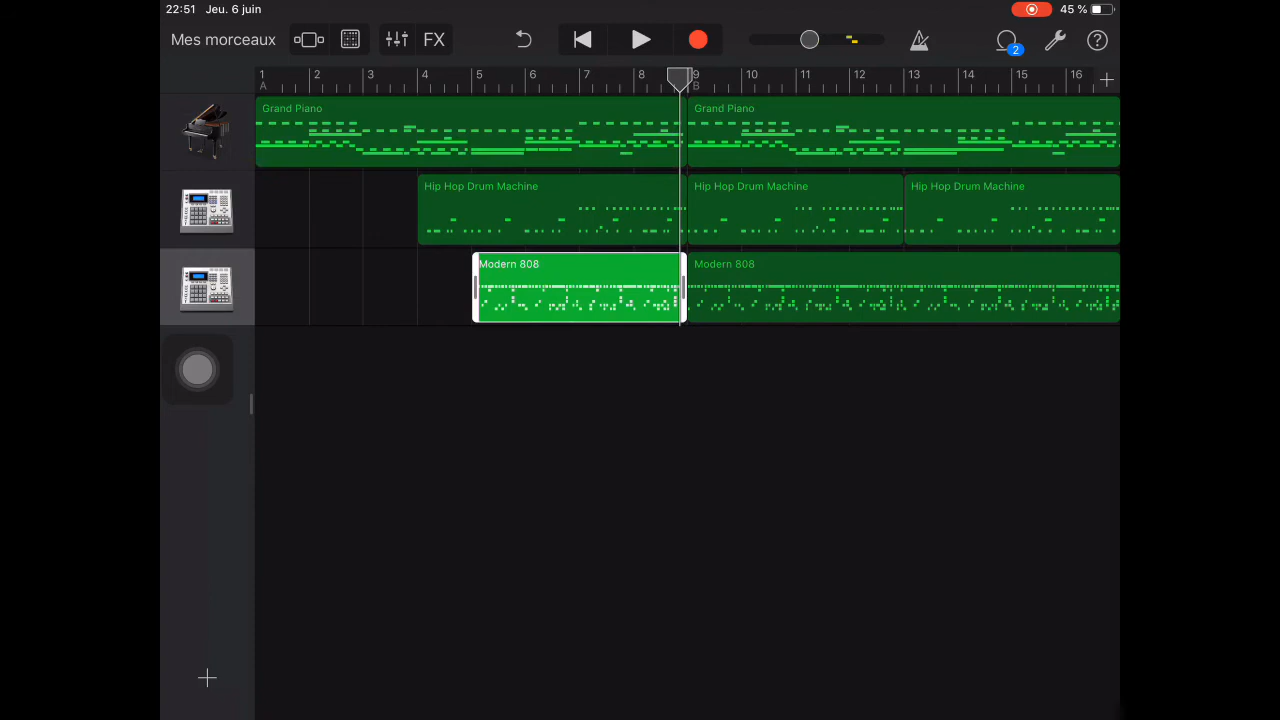 22:51 Jeu. 6 juin 45 %
Mes morceaux FX 2 ?
1 2 3 4 5 6 7 8 9 10 11 12 13 14 15 16
A B
Grand Piano Grand Piano
Hip Hop Drum Machine Hip Hop Drum Machine Hip Hop Drum Machine
Modern 808 Modern 808